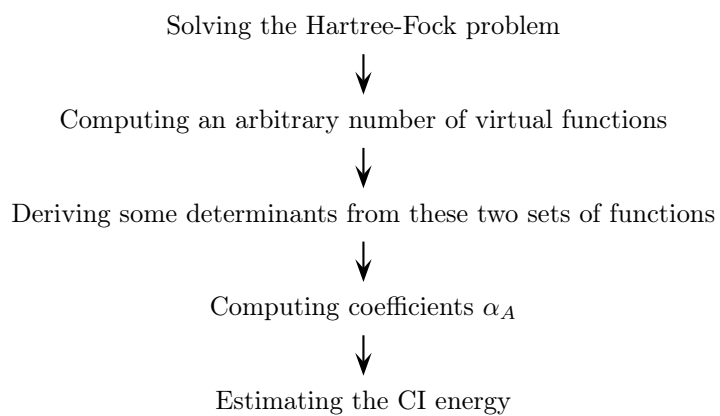 Solving the Hartree-Fock problem
Computing an arbitrary number of virtual functions
Deriving some determinants from these two sets of functions
Computing coefficients α_A
Estimating the CI energy